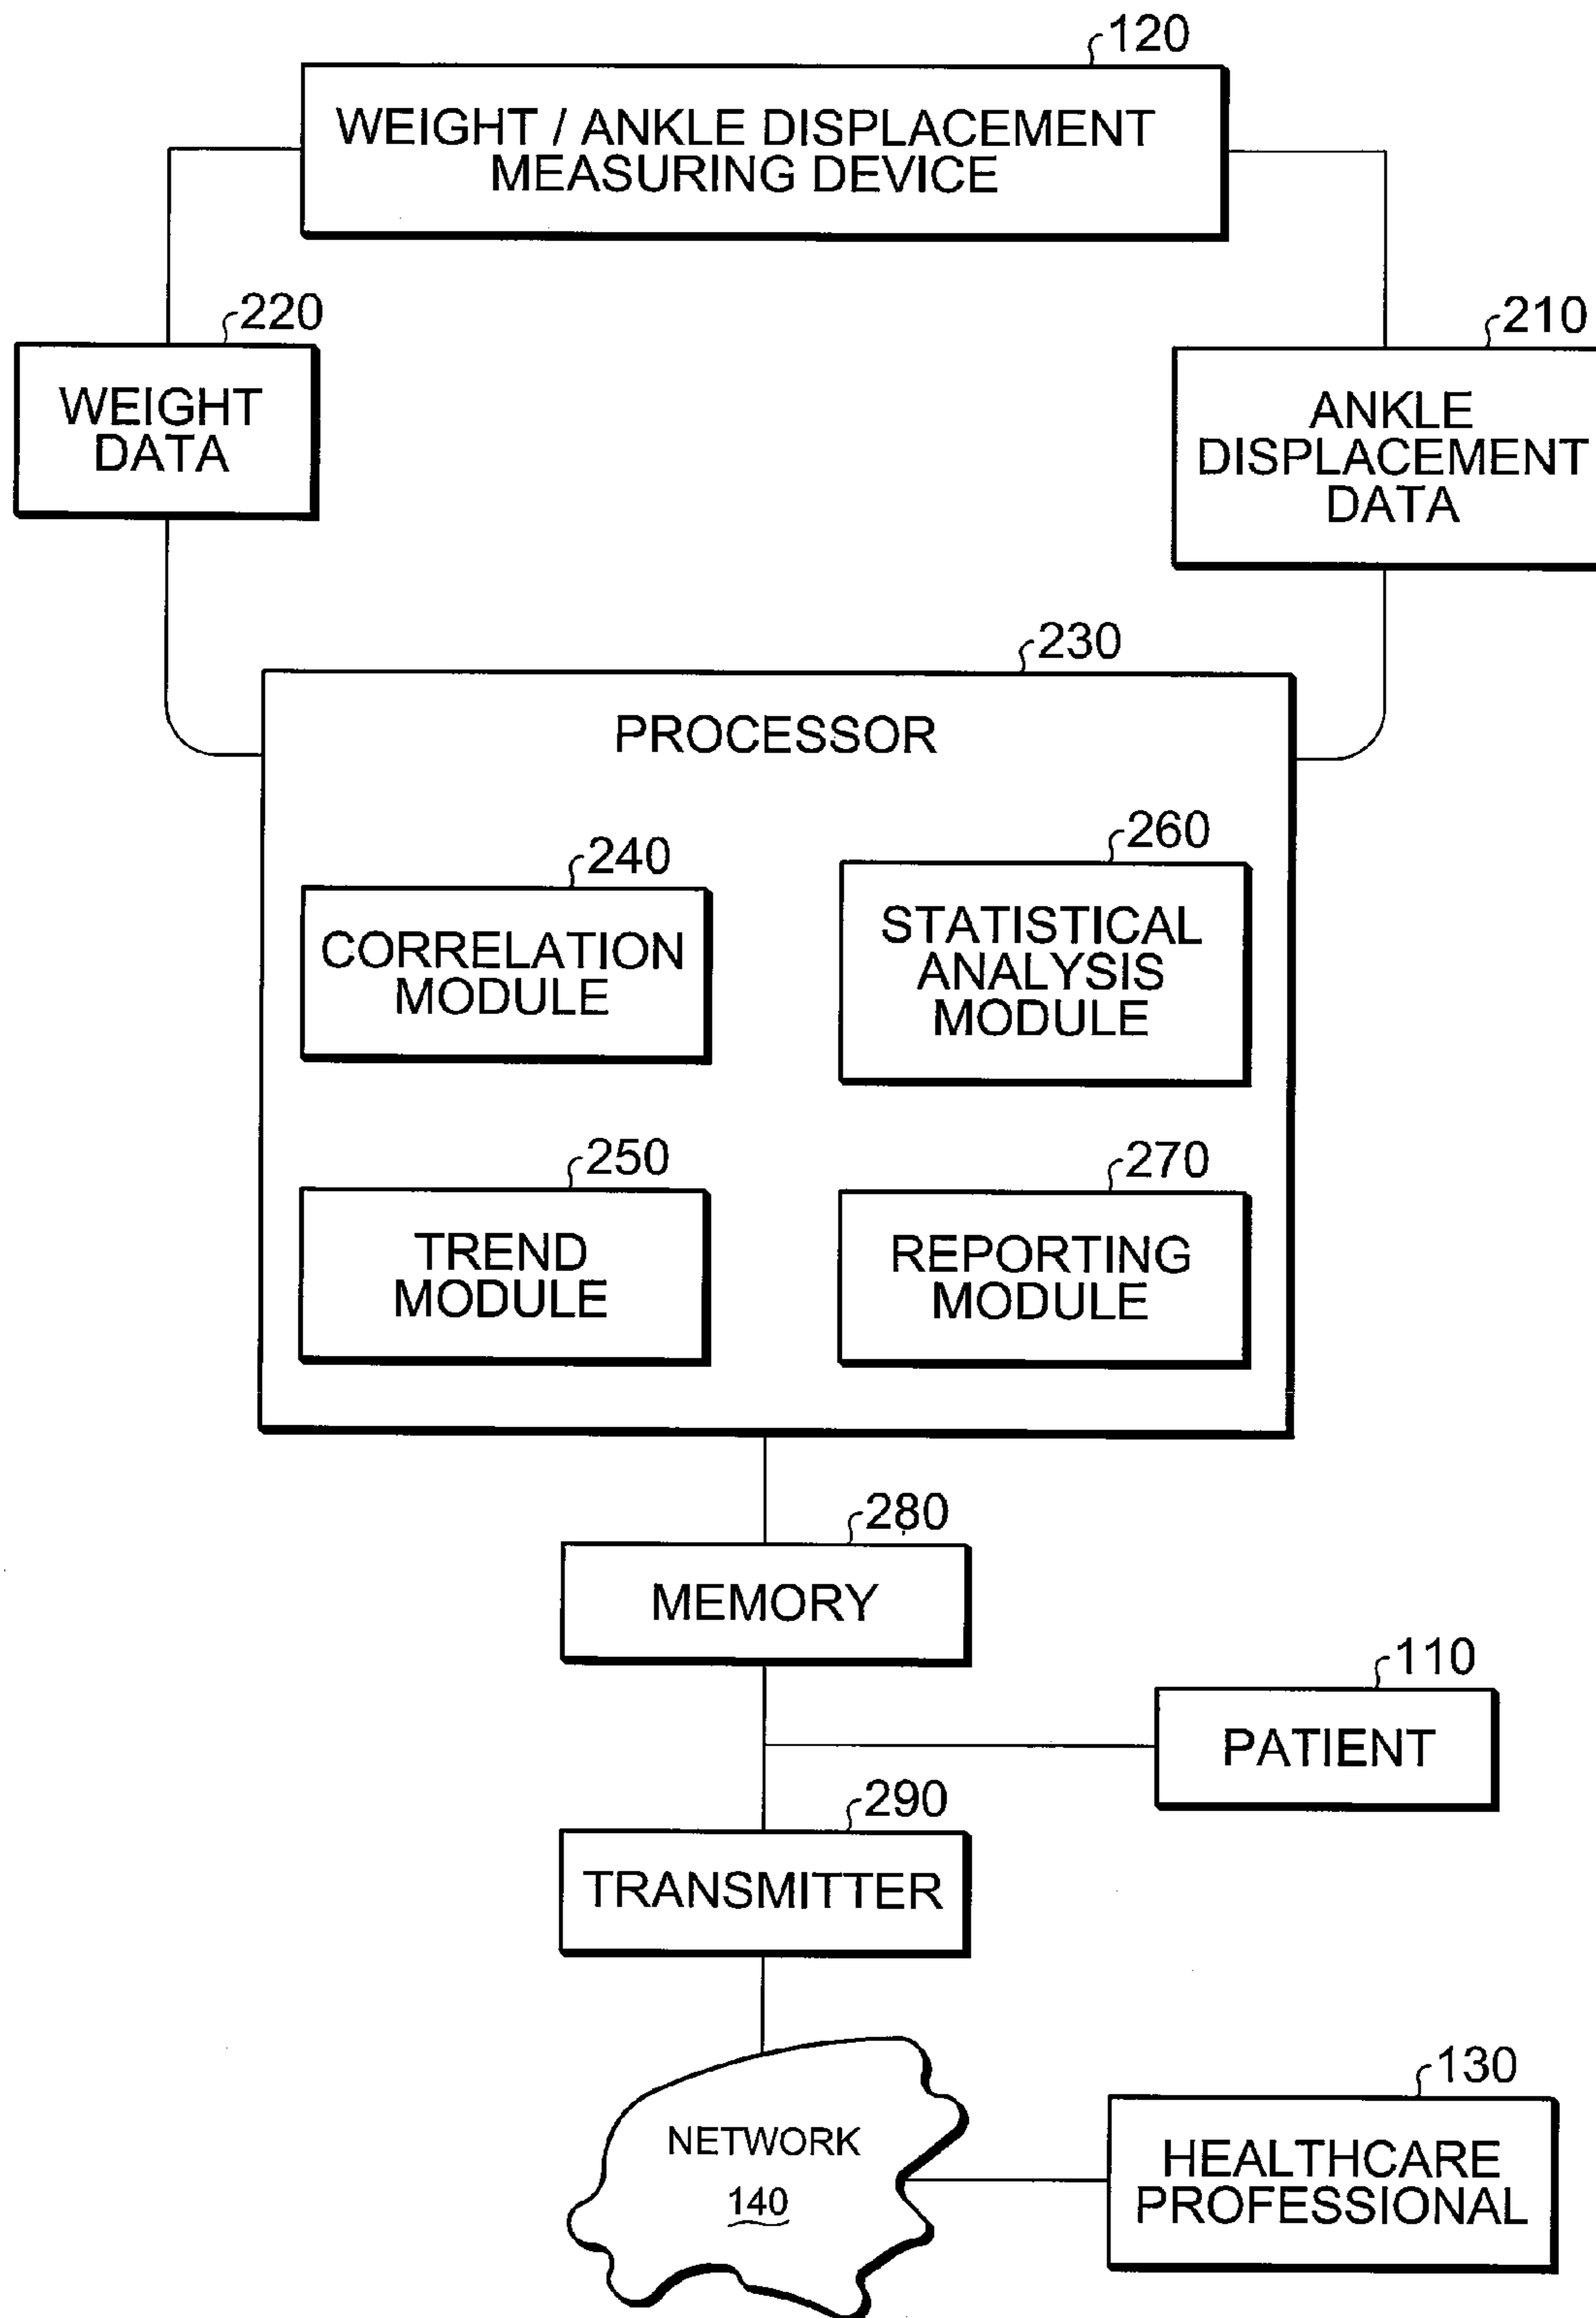 120
WEIGHT / ANKLE DISPLACEMENT
MEASURING DEVICE
220
WEIGHT
DATA
210
ANKLE
DISPLACEMENT
DATA
230
PROCESSOR
240
CORRELATION
MODULE
260
STATISTICAL
ANALYSIS
MODULE
250
TREND
MODULE
270
REPORTING
MODULE
280
MEMORY
110
PATIENT
290
TRANSMITTER
NETWORK
140
130
HEALTHCARE
PROFESSIONAL